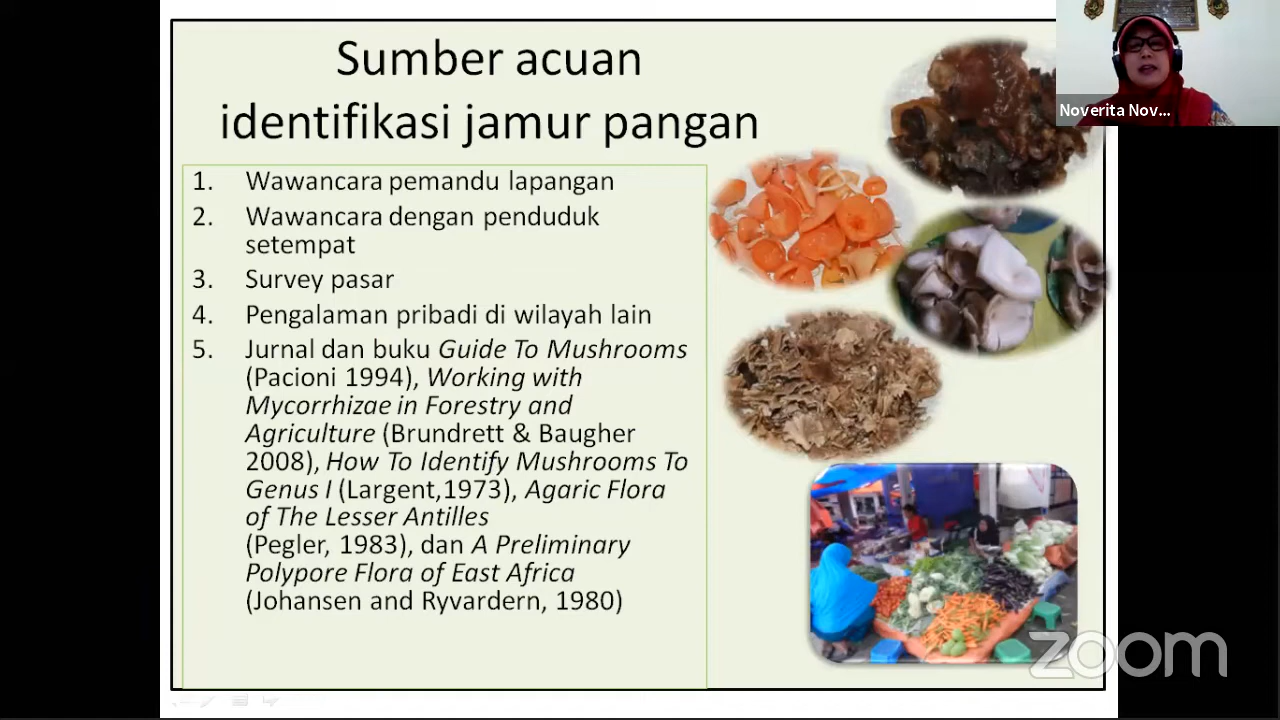 Sumber acuan
identifikasi jamur pangan
Noverita Nov...
1. Wawancara pemandu lapangan
2. Wawancara dengan penduduk
setempat
3. Survey pasar
4. Pengalaman pribadi di wilayah lain
5. Jurnal dan buku Guide To Mushrooms
(Pacioni 1994), Working with
Mycorrhizae in Forestry and
Agriculture (Brundrett & Baugher
2008), How To Identify Mushrooms To
Genus I (Largent,1973), Agaric Flora
of The Lesser Antilles
(Pegler, 1983), dan A Preliminary
Polypore Flora of East Africa
(Johansen and Ryvardern, 1980)
zoom